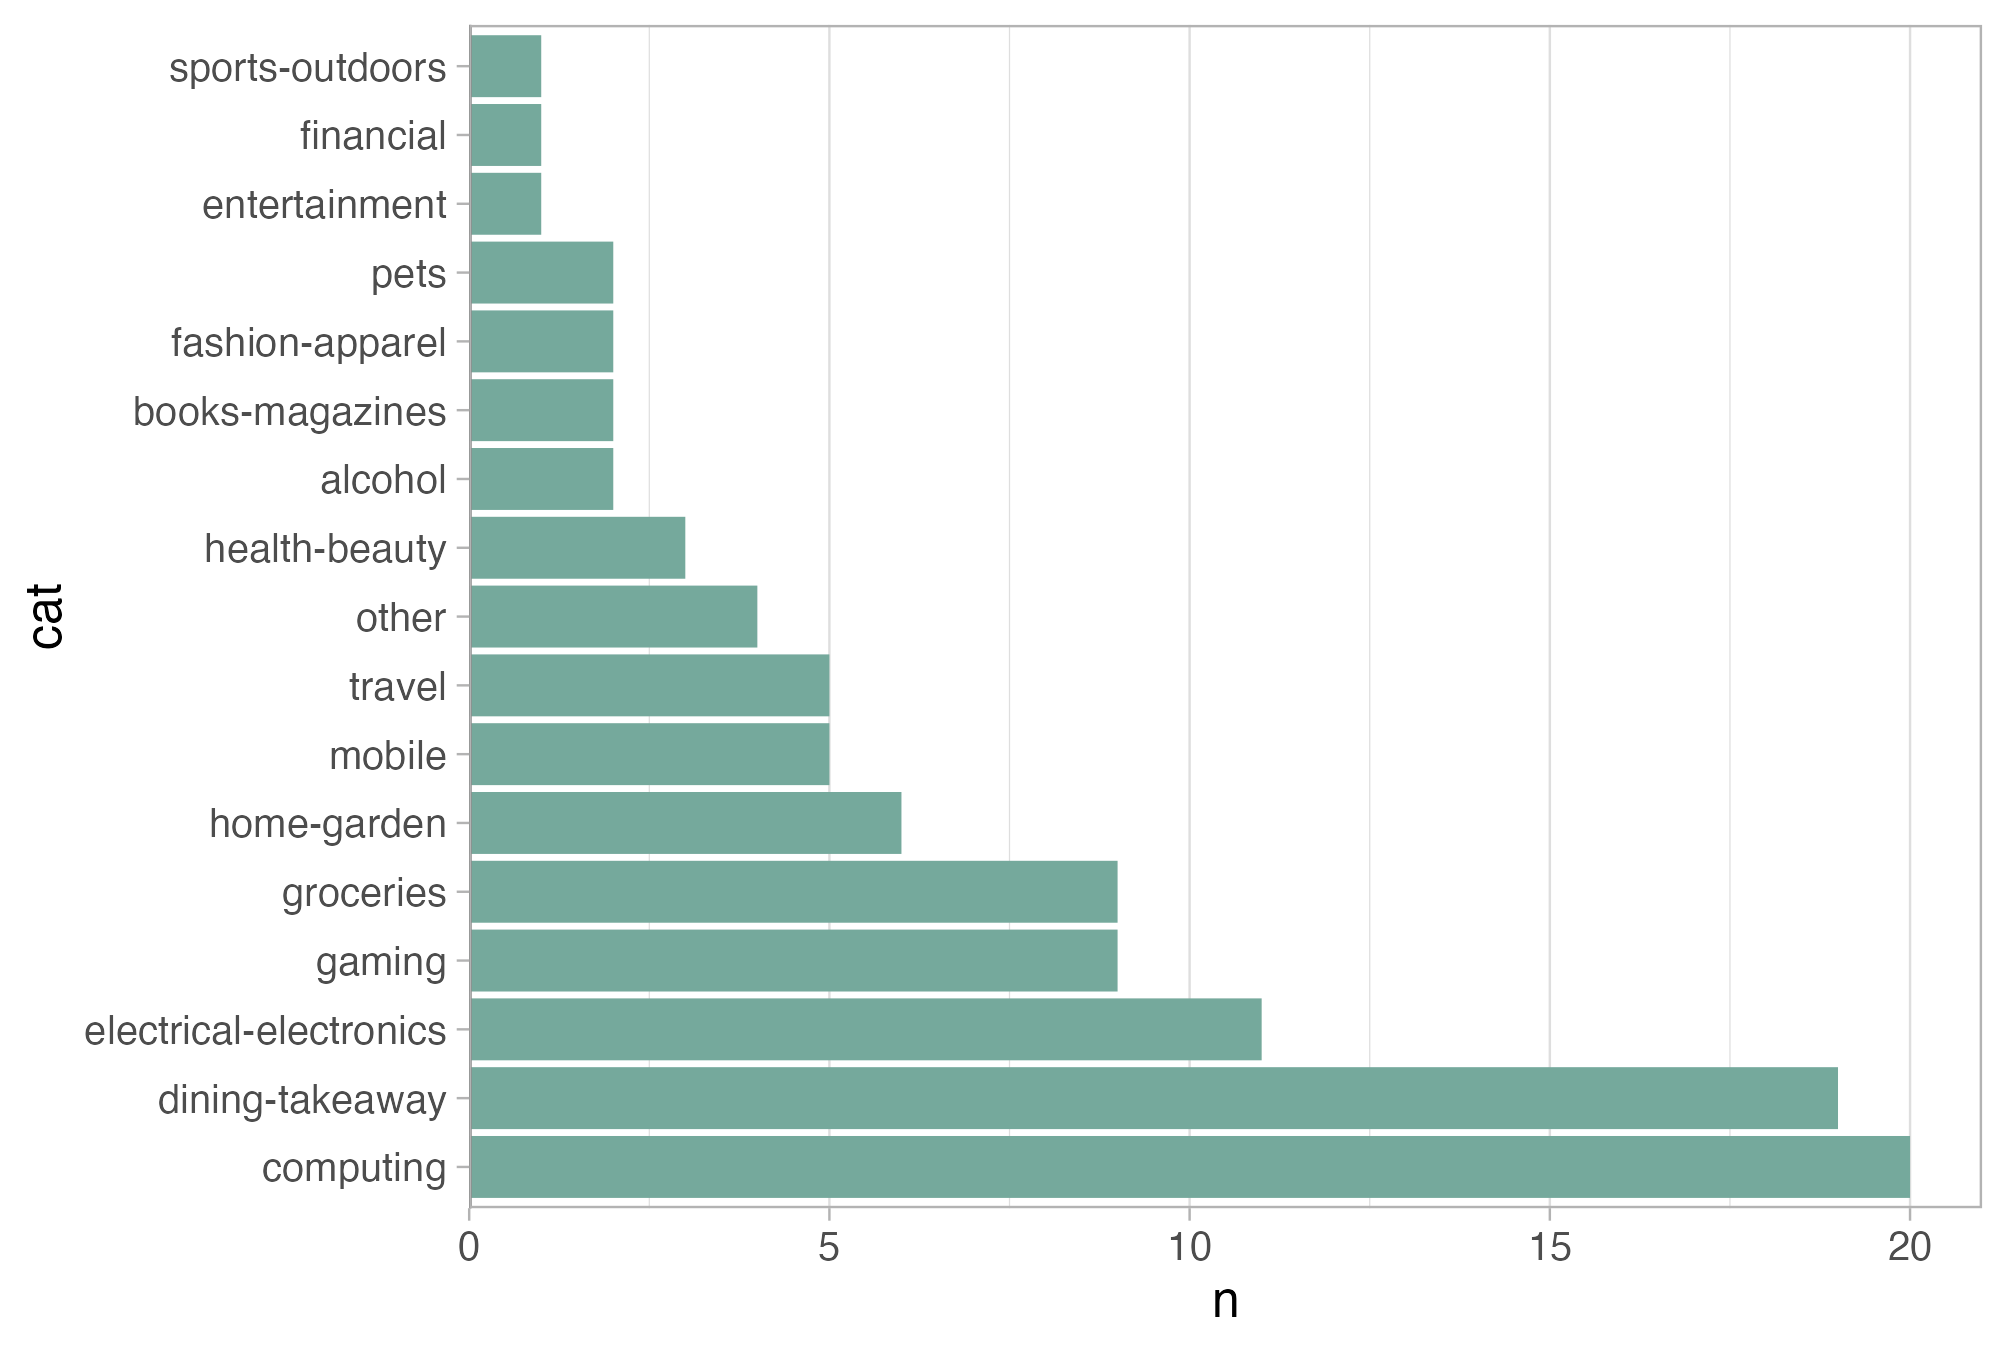 sports-outdoors
financial
entertainment
pets
fashion-apparel
books-magazines
alcohol
health-beauty
other
travel
mobile
home-garden
groceries
gaming
electrical-electronics
dining-takeaway
computing
cat
0 5 10 15 20
n